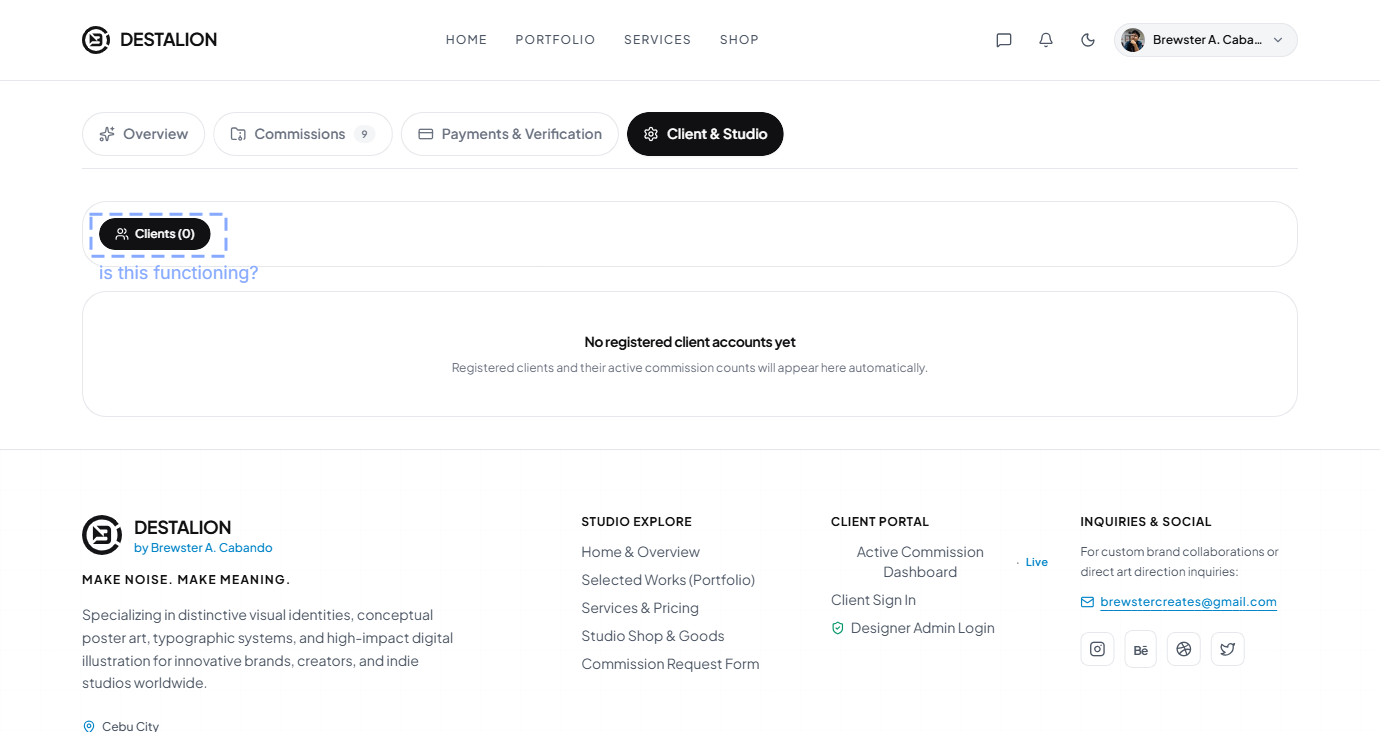 DESTALION
HOME PORTFOLIO SERVICES SHOP
Brewster A. Caba...
Overview
Commissions 9
Payments & Verification
Client & Studio
Clients (0)
is this functioning?
No registered client accounts yet
Registered clients and their active commission counts will appear here automatically.
DESTALION
by Brewster A. Cabando
MAKE NOISE. MAKE MEANING.
Specializing in distinctive visual identities, conceptual
poster art, typographic systems, and high-impact digital
illustration for innovative brands, creators, and indie
studios worldwide.
Cebu City
STUDIO EXPLORE
Home & Overview
Selected Works (Portfolio)
Services & Pricing
Studio Shop & Goods
Commission Request Form
CLIENT PORTAL
Active Commission
Dashboard
· Live
Client Sign In
Designer Admin Login
INQUIRIES & SOCIAL
For custom brand collaborations or
direct art direction inquiries:
brewstercreates@gmail.com
Bē